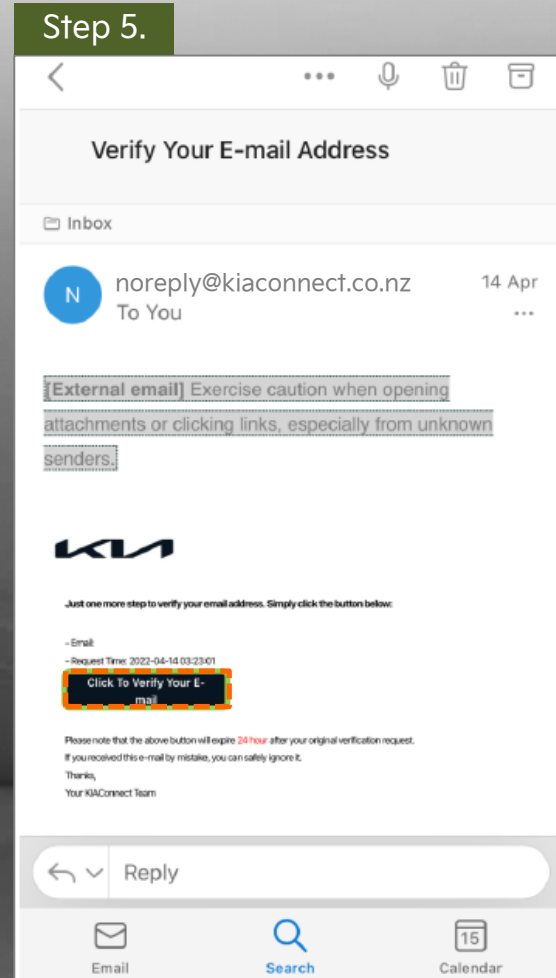 Step 5.
Verify Your E-mail Address
Inbox
N
noreply@kiaconnect.co.nz
14 Apr
To You
[External email] Exercise caution when opening
attachments or clicking links, especially from unknown
senders.
KIA
Just one more step to verify your email address. Simply click the button below:
- Email:
- Request Time: 2022-04-14 03:23:01
Click To Verify Your E-
mail
Please note that the above button will expire 24 hour after your original verification request.
If you received this e-mail by mistake, you can safely ignore it.
Thanks,
Your KIAConnect Team
Reply
15
Email
Search
Calendar